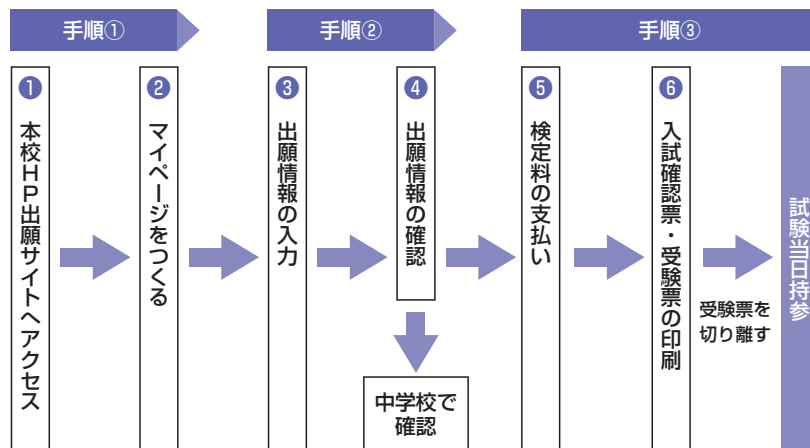 手順①
手順②
手順③
❶
本校HP出願サイトへアクセス
❷
マイページをつくる
❸
出願情報の入力
❹
出願情報の確認
中学校で
確認
❺
検定料の支払い
❻
入試確認票・受験票の印刷
受験票を
切り離す
試験当日持参